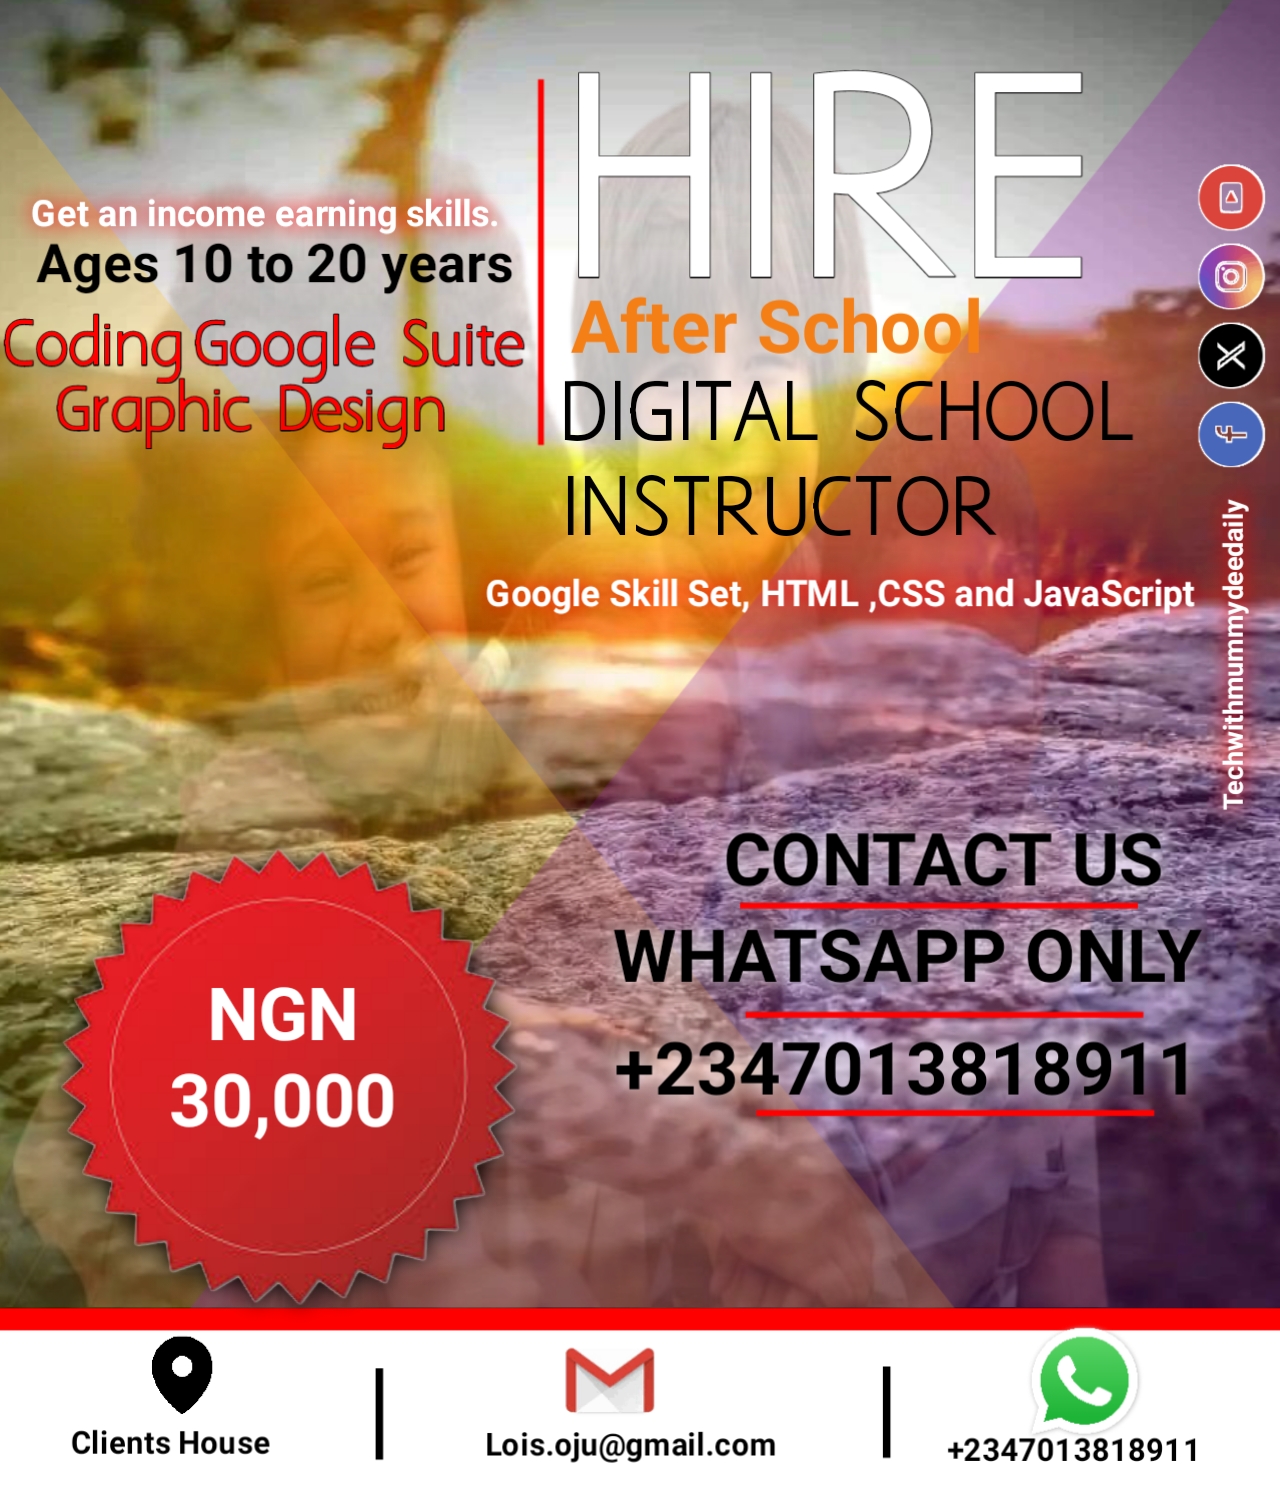 HIRE
Get an income earning skills.
Ages 10 to 20 years
Coding Google Suite
Graphic Design
After School
DIGITAL SCHOOL
INSTRUCTOR
Google Skill Set, HTML ,CSS and JavaScript
Techwithmummydeedaily
CONTACT US
WHATSAPP ONLY
+2347013818911
NGN
30,000
Clients House
Lois.oju@gmail.com
+2347013818911